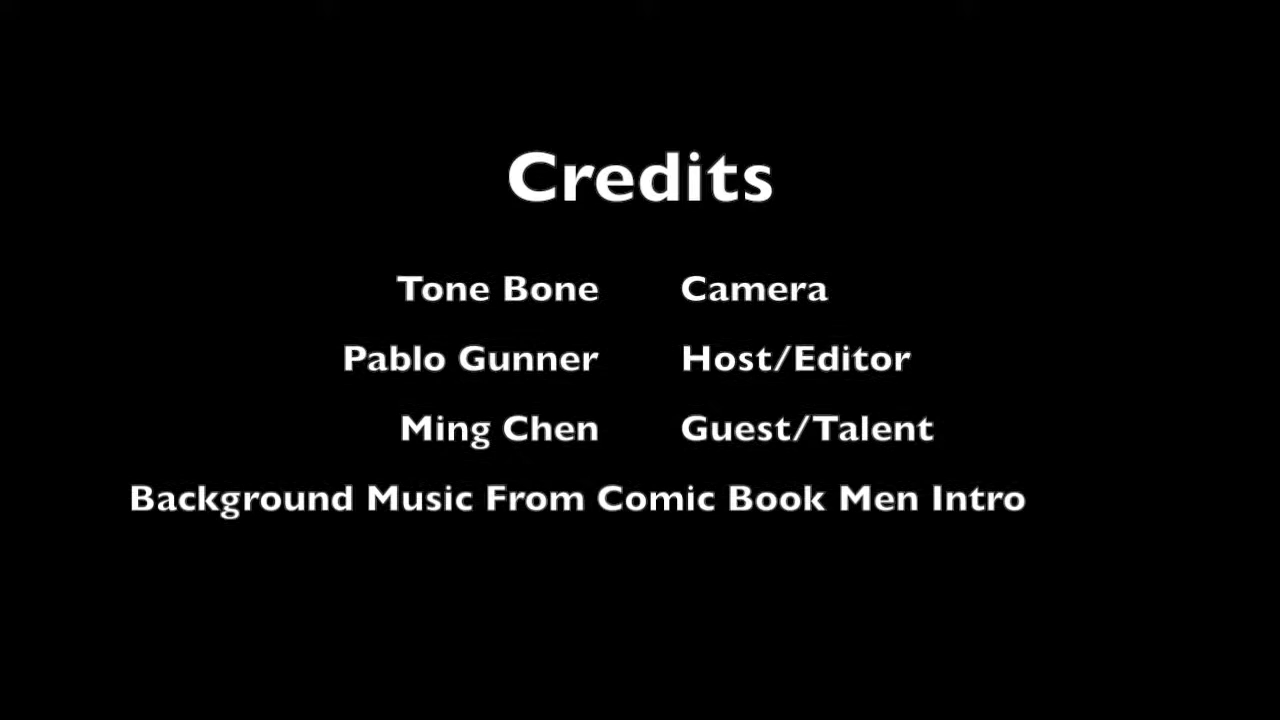 Credits
Tone Bone Camera
Pablo Gunner Host/Editor
Ming Chen Guest/Talent
Background Music From Comic Book Men Intro